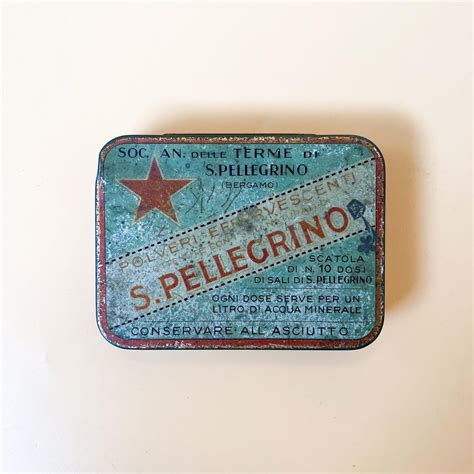 SOC. AN. DELLE TERME DI
S.PELLEGRINO
(BERGAMO)
POLVERI EFFERVESCENTI
S. PELLEGRINO
SCATOLA
DI N. 10 DOSI
DI SALI DI S. PELLEGRINO
OGNI DOSE SERVE PER UN
LITRO DI ACQUA MINERALE
CONSERVARE ALL ASCIUTTO